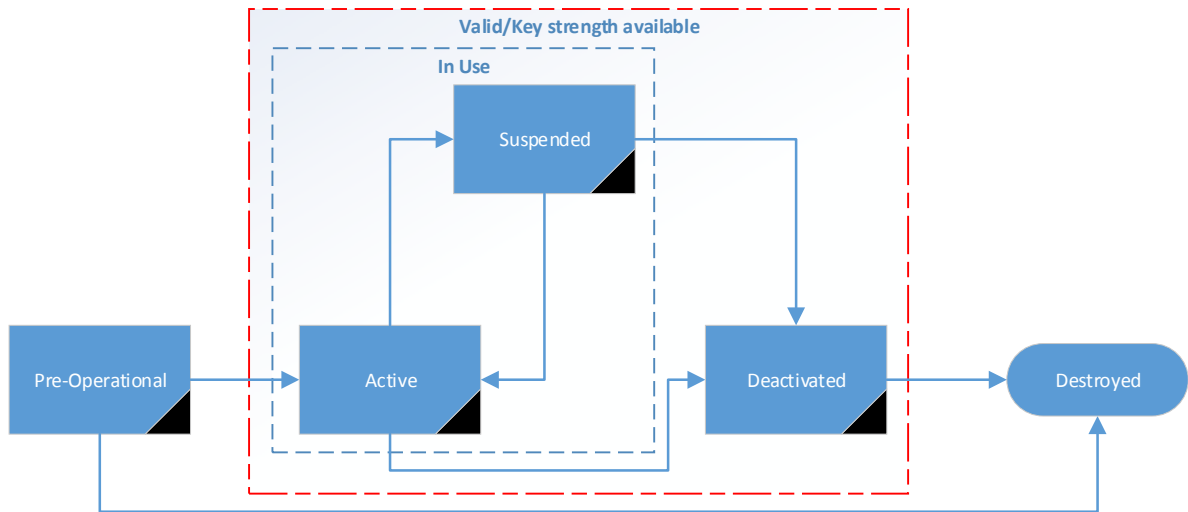 Valid/Key strength available
In Use
Suspended
Pre-Operational
Active
Deactivated
Destroyed